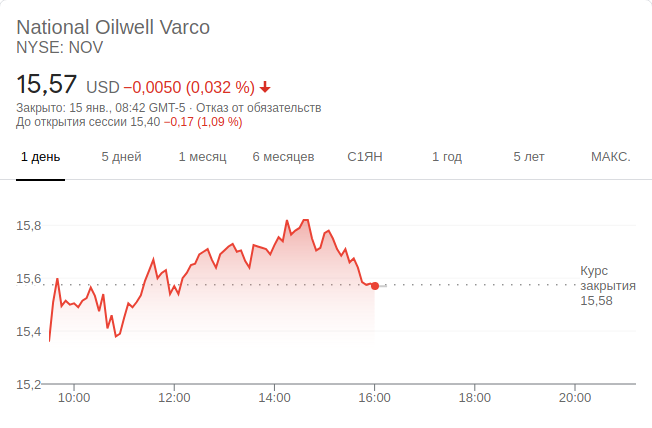 National Oilwell Varco
NYSE: NOV
15,57 USD −0,0050 (0,032 %)
Закрыто: 15 янв., 08:42 GMT-5 · Отказ от обязательств
До открытия сессии 15,40 −0,17 (1,09 %)
1 день 5 дней 1 месяц 6 месяцев С1ЯН 1 год 5 лет МАКС.
15,8
15,6
Курс
закрытия
15,58
15,4
15,2
10:00 12:00 14:00 16:00 18:00 20:00